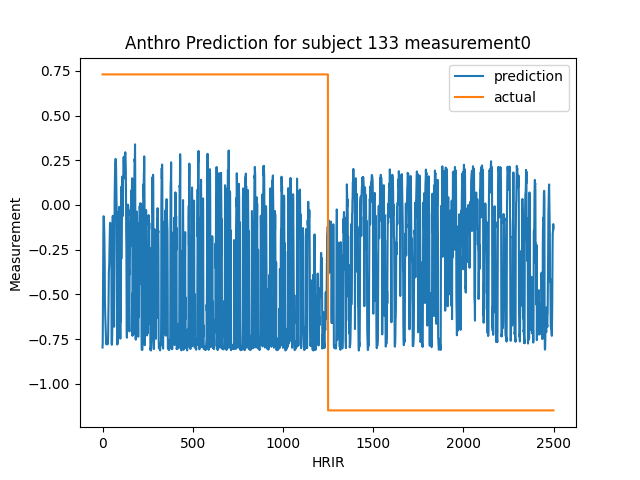 Anthro Prediction for subject 133 measurement0
prediction
actual
0.75
0.50
0.25
0.00
−0.25
−0.50
−0.75
−1.00
Measurement
0 500 1000 1500 2000 2500
HRIR